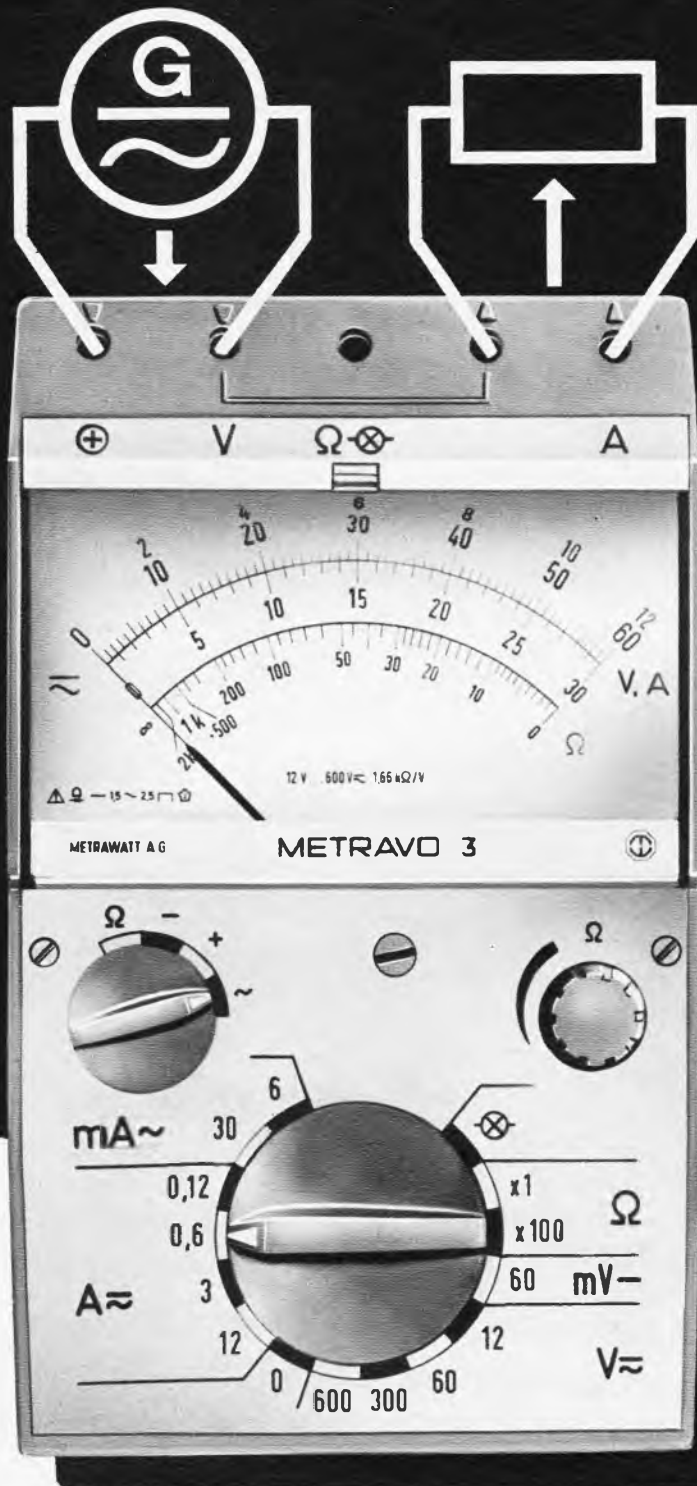 G
⊕ V Ω A
2 4 6 8 10 12
0 10 20 30 40 50 60
5 10 15 20 25 30
∞ 2k 1k 500 200 100 50 30 20 10 0
V, A
Ω
12 V ...600 V≂ 1,66 kΩ/V
METRAWATT AG METRAVO 3
Ω − + ~
Ω
mA~
6
30
0,12
0,6
A≂
3
12
0
600
300
60
12
V≂
60 mV−
x100
x1
Ω